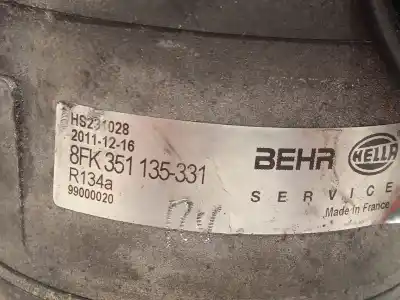 HS231028
2011-12-16
8FK 351 135-331
R134a
99000020
BEHR HELLA
SERVICE
Made in France